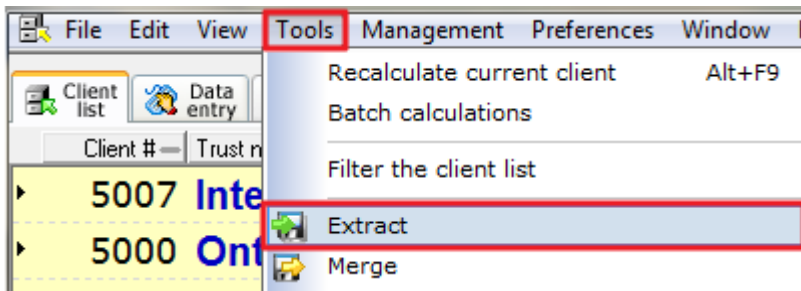 File Edit View Tools Management Preferences Window
Client list
Data entry
Recalculate current client Alt+F9
Batch calculations
Client # Trust n
Filter the client list
5007 Inte
Extract
5000 Ont
Merge